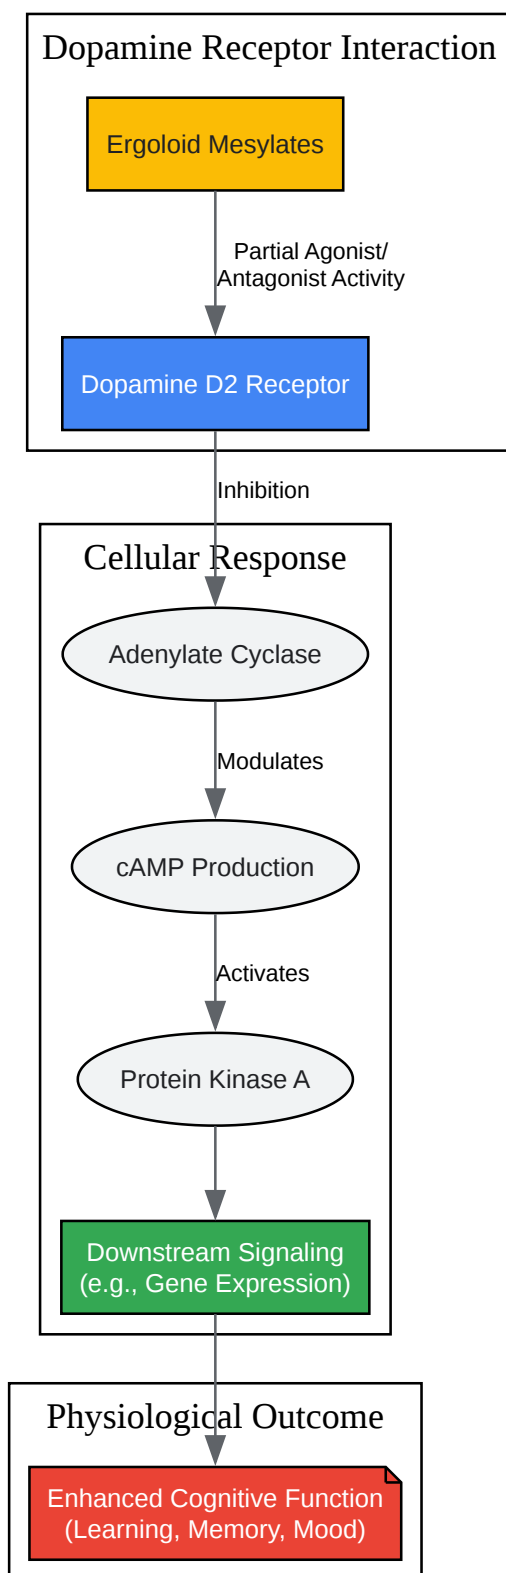 Dopamine Receptor Interaction
Ergoloid Mesylates
Partial Agonist/
Antagonist Activity
Dopamine D2 Receptor
Inhibition
Cellular Response
Adenylate Cyclase
Modulates
cAMP Production
Activates
Protein Kinase A
Downstream Signaling
(e.g., Gene Expression)
Physiological Outcome
Enhanced Cognitive Function
(Learning, Memory, Mood)